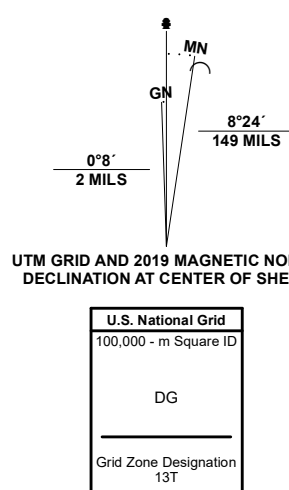 MN
GN
8°24´
149 MILS
0°8´
2 MILS
UTM GRID AND 2019 MAGNETIC NO
DECLINATION AT CENTER OF SHE
U.S. National Grid
100,000 - m Square ID
DG
Grid Zone Designation
13T